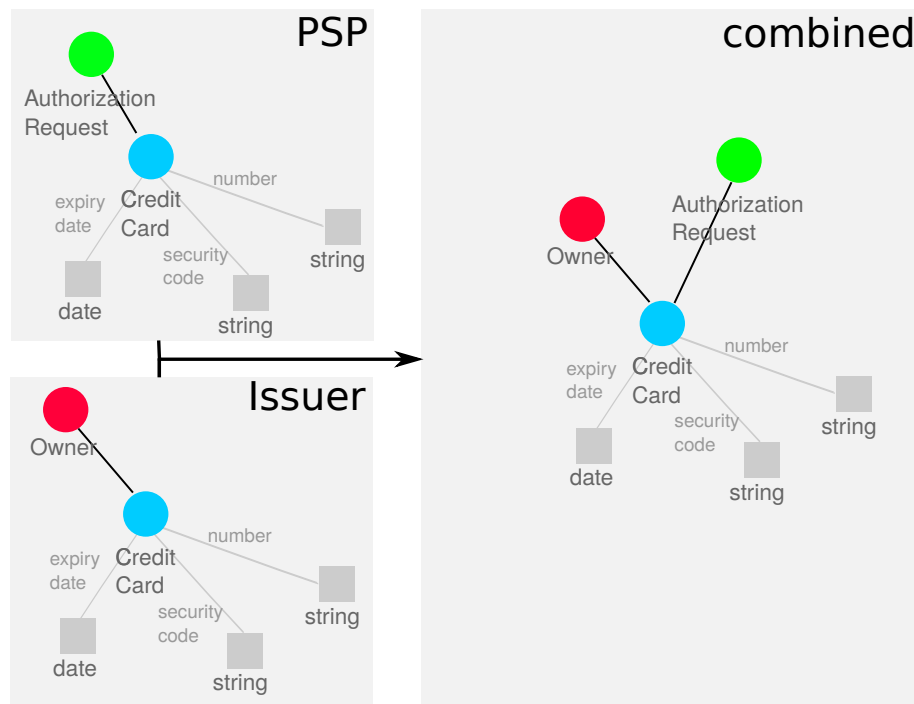 PSP
Authorization
Request
number
expiry
date
Credit
Card
security
code
string
date
string
Issuer
Owner
number
expiry
date
Credit
Card
security
code
string
date
string
combined
Authorization
Request
Owner
number
expiry
date
Credit
Card
security
code
string
date
string